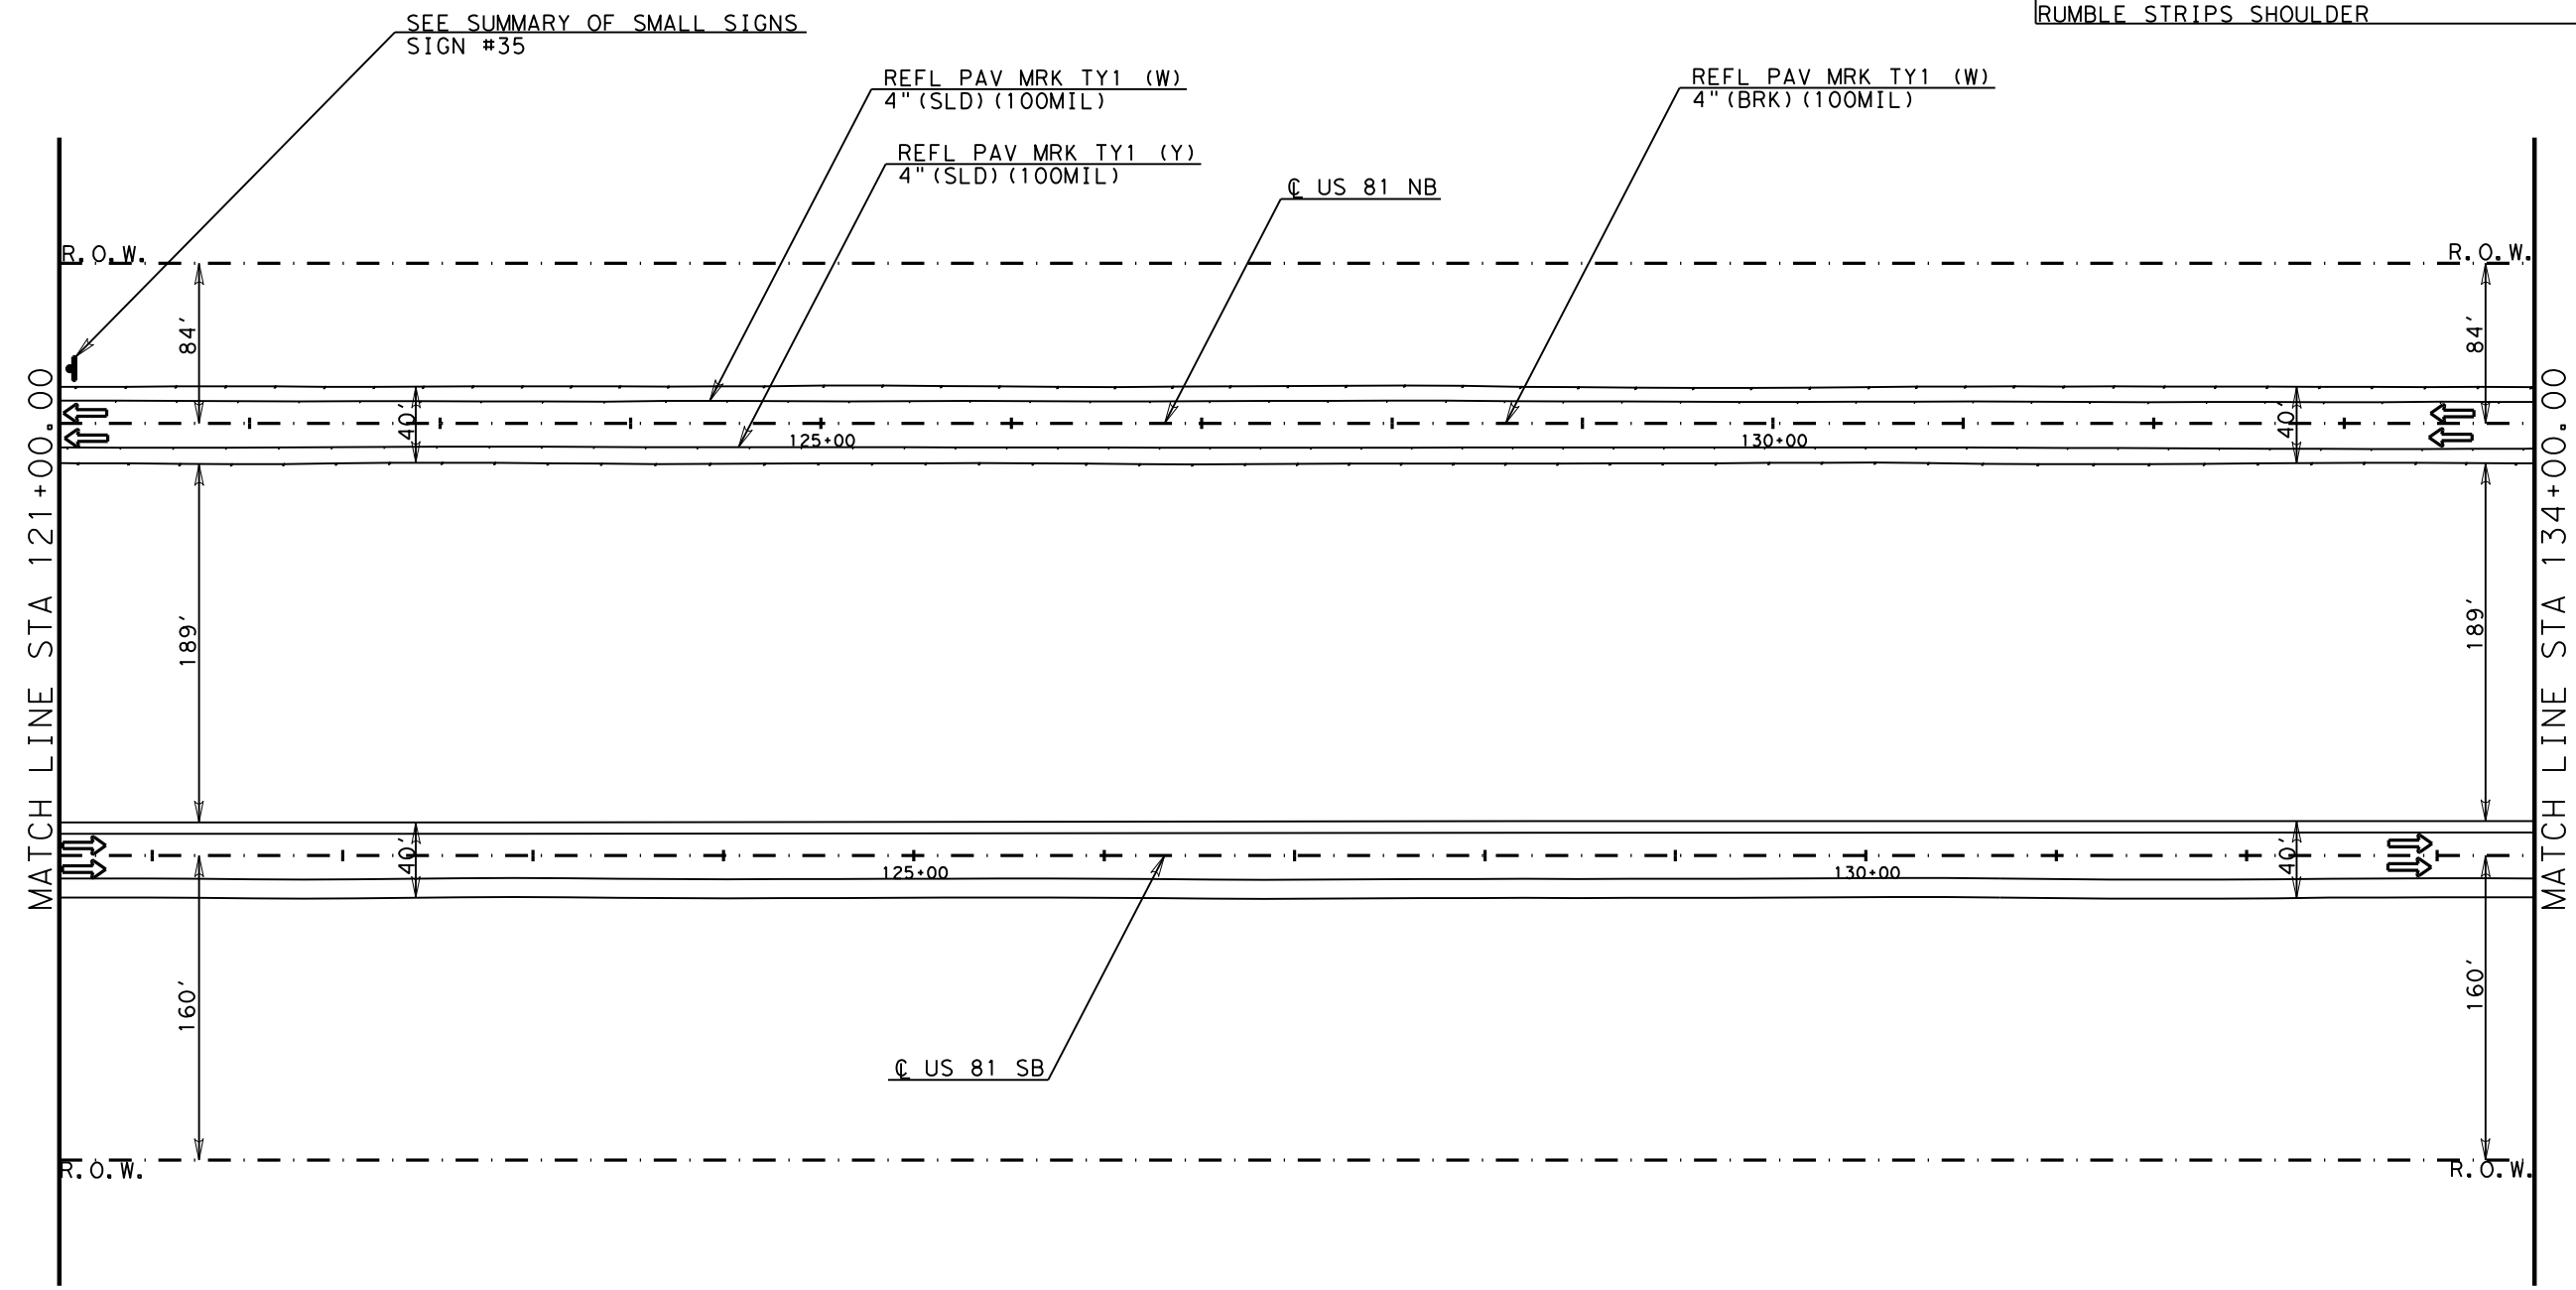 RUMBLE STRIPS SHOULDER
SEE SUMMARY OF SMALL SIGNS
SIGN #35
REFL PAV MRK TY1 (W)
4"(SLD)(100MIL)
REFL PAV MRK TY1 (W)
4"(BRK)(100MIL)
REFL PAV MRK TY1 (Y)
4"(SLD)(100MIL)
℄ US 81 NB
R.O.W.
R.O.W.
84'
84'
40'
40'
125+00
130+00
MATCH LINE STA 121+00.00
MATCH LINE STA 134+00.00
189'
189'
40'
40'
125+00
130+00
160'
160'
℄ US 81 SB
R.O.W.
R.O.W.